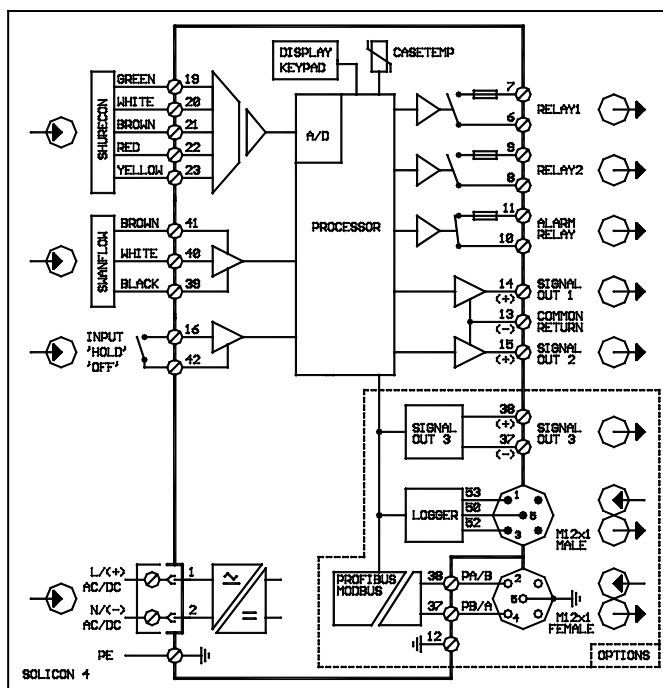 DISPLAY
KEYPAD
CASETEMP
SHURECON
GREEN 19
WHITE 20
BROWN 21
RED 22
YELLOW 23
SWANFLOW
BROWN 41
WHITE 40
BLACK 39
INPUT
'HOLD'
'OFF'
16
42
A/D
PROCESSOR
7
6
RELAY1
9
8
RELAY2
11
10
ALARM
RELAY
14
(+)
SIGNAL
OUT 1
13
(-)
COMMON
RETURN
15
(+)
SIGNAL
OUT 2
SIGNAL
OUT 3
38
(+)
37
(-)
SIGNAL
OUT 3
LOGGER
53
50
52
1
5
3
M12x1
MALE
PROFIBUS
MODBUS
38
PA/B
37
PB/A
12
2
5
4
M12x1
FEMALE
OPTIONS
L/(+)
AC/DC
1
N/(-)
AC/DC
2
PE
SOLICON 4